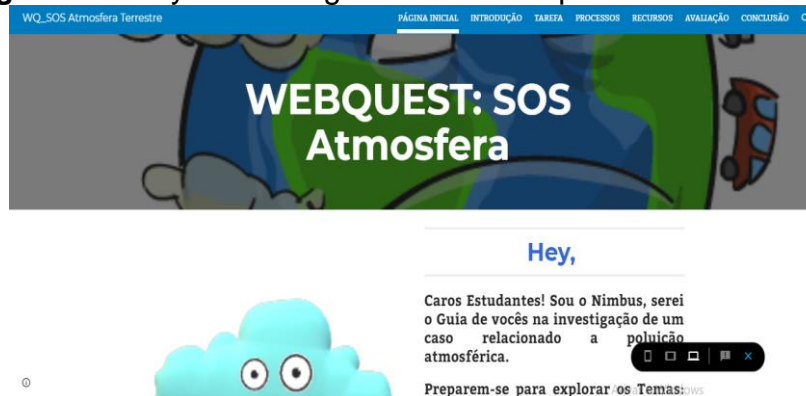 WQ_SOS Atmosfera Terrestre
PÁGINA INICIAL INTRODUÇÃO TAREFA PROCESSOS RECURSOS AVALIAÇÃO CONCLUSÃO
WEBQUEST: SOS
Atmosfera
Hey,
Caros Estudantes! Sou o Nimbus, serei
o Guia de vocês na investigação de um
caso relacionado a poluição
atmosférica.
Preparem-se para explorar os Temas: